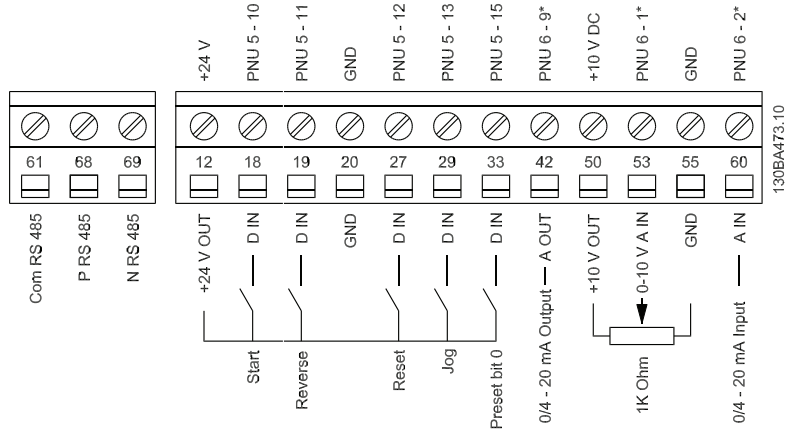 +24 V
PNU 5 - 10
PNU 5 - 11
GND
PNU 5 - 12
PNU 5 - 13
PNU 5 - 15
PNU 6 - 9*
+10 V DC
PNU 6 - 1*
GND
PNU 6 - 2*
61 68 69
12 18 19 20 27 29 33 42 50 53 55 60
130BA473.10
Com RS 485
P RS 485
N RS 485
+24 V OUT
D IN
D IN
GND
D IN
D IN
D IN
0/4 - 20 mA Output — A OUT
+10 V OUT
0-10 V A IN
GND
0/4 - 20 mA Input — A IN
Start
Reverse
Reset
Jog
Preset bit 0
1K Ohm